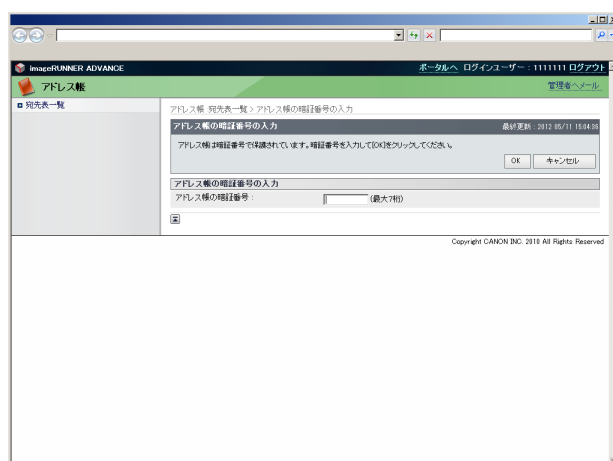 imageRUNNER ADVANCE
ポータルへ ログインユーザー : 1111111 ログアウト
アドレス帳
管理者へメール
宛先表一覧
アドレス帳 : 宛先表一覧 > アドレス帳の暗証番号の入力
アドレス帳の暗証番号の入力
最終更新 : 2012 05/11 15:04:36
アドレス帳は暗証番号で保護されています。暗証番号を入力して[OK]をクリックしてください。
OK
キャンセル
アドレス帳の暗証番号の入力
アドレス帳の暗証番号 :
(最大7桁)
Copyright CANON INC. 2010 All Rights Reserved